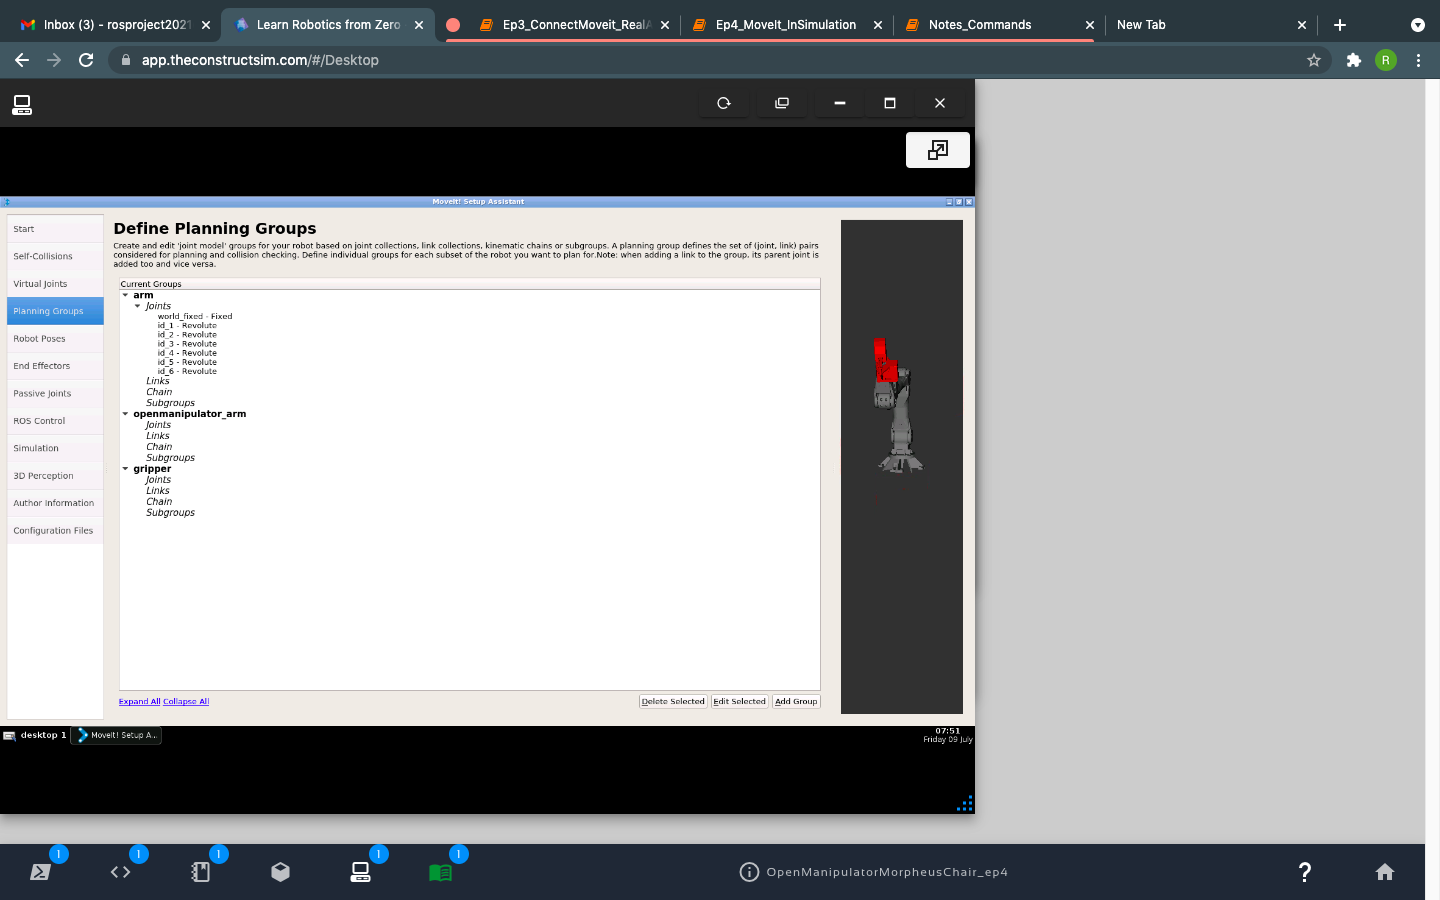 Inbox (3) - rosproject2021
Learn Robotics from Zero
Ep3_ConnectMoveit_RealA
Ep4_MoveIt_InSimulation
Notes_Commands
New Tab
app.theconstructsim.com/#/Desktop
R
MoveIt! Setup Assistant
Start
Self-Collisions
Virtual Joints
Planning Groups
Robot Poses
End Effectors
Passive Joints
ROS Control
Simulation
3D Perception
Author Information
Configuration Files
Define Planning Groups
Create and edit 'joint model' groups for your robot based on joint collections, link collections, kinematic chains or subgroups. A planning group defines the set of (joint, link) pairs
considered for planning and collision checking. Define individual groups for each subset of the robot you want to plan for.Note: when adding a link to the group, its parent joint is
added too and vice versa.
Current Groups
arm
Joints
world_fixed - Fixed
id_1 - Revolute
id_2 - Revolute
id_3 - Revolute
id_4 - Revolute
id_5 - Revolute
id_6 - Revolute
Links
Chain
Subgroups
openmanipulator_arm
Joints
Links
Chain
Subgroups
gripper
Joints
Links
Chain
Subgroups
Expand All Collapse All
Delete Selected
Edit Selected
Add Group
desktop 1
MoveIt! Setup A...
07:51
Friday 09 July
1
1
1
1
1
OpenManipulatorMorpheusChair_ep4
?